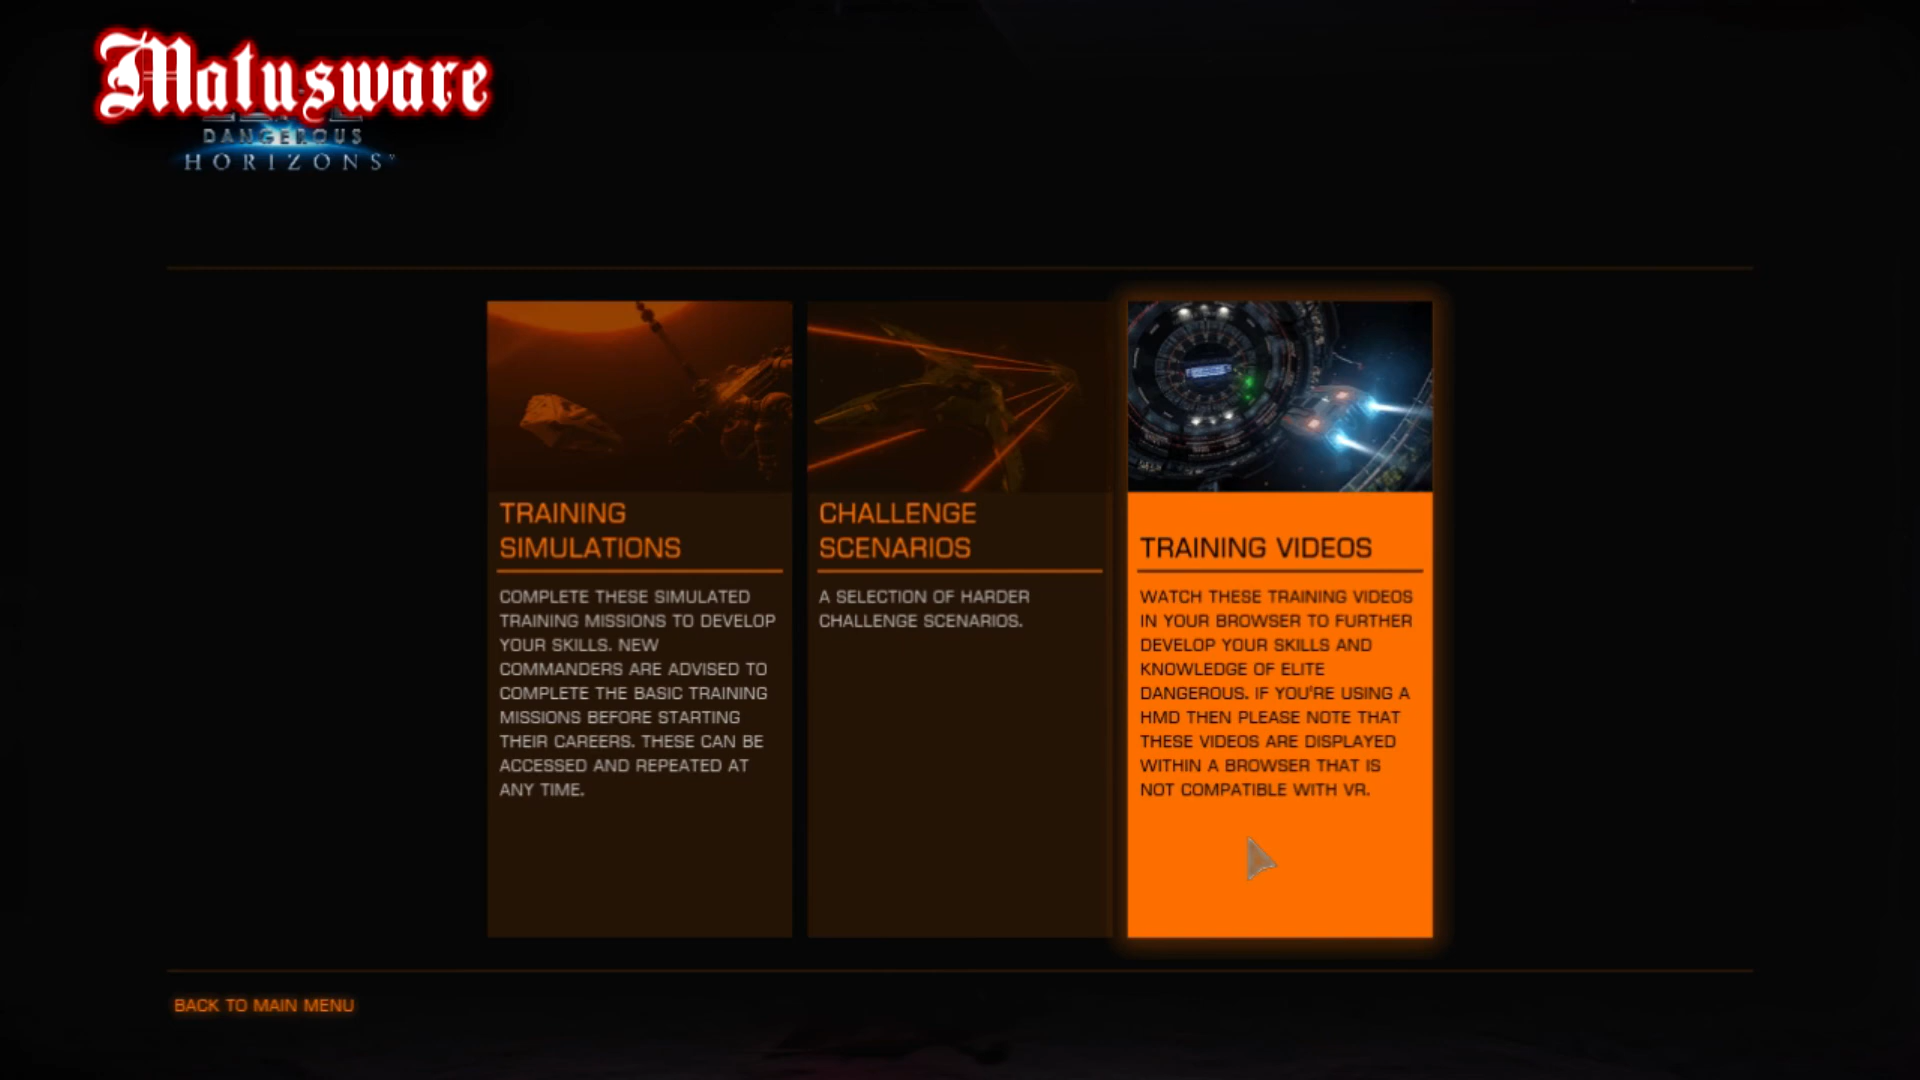 Matusware
DANGEROUS
HORIZONS
TRAINING
SIMULATIONS
COMPLETE THESE SIMULATED
TRAINING MISSIONS TO DEVELOP
YOUR SKILLS. NEW
COMMANDERS ARE ADVISED TO
COMPLETE THE BASIC TRAINING
MISSIONS BEFORE STARTING
THEIR CAREERS. THESE CAN BE
ACCESSED AND REPEATED AT
ANY TIME.
CHALLENGE
SCENARIOS
A SELECTION OF HARDER
CHALLENGE SCENARIOS.
TRAINING VIDEOS
WATCH THESE TRAINING VIDEOS
IN YOUR BROWSER TO FURTHER
DEVELOP YOUR SKILLS AND
KNOWLEDGE OF ELITE
DANGEROUS. IF YOU'RE USING A
HMD THEN PLEASE NOTE THAT
THESE VIDEOS ARE DISPLAYED
WITHIN A BROWSER THAT IS
NOT COMPATIBLE WITH VR.
BACK TO MAIN MENU